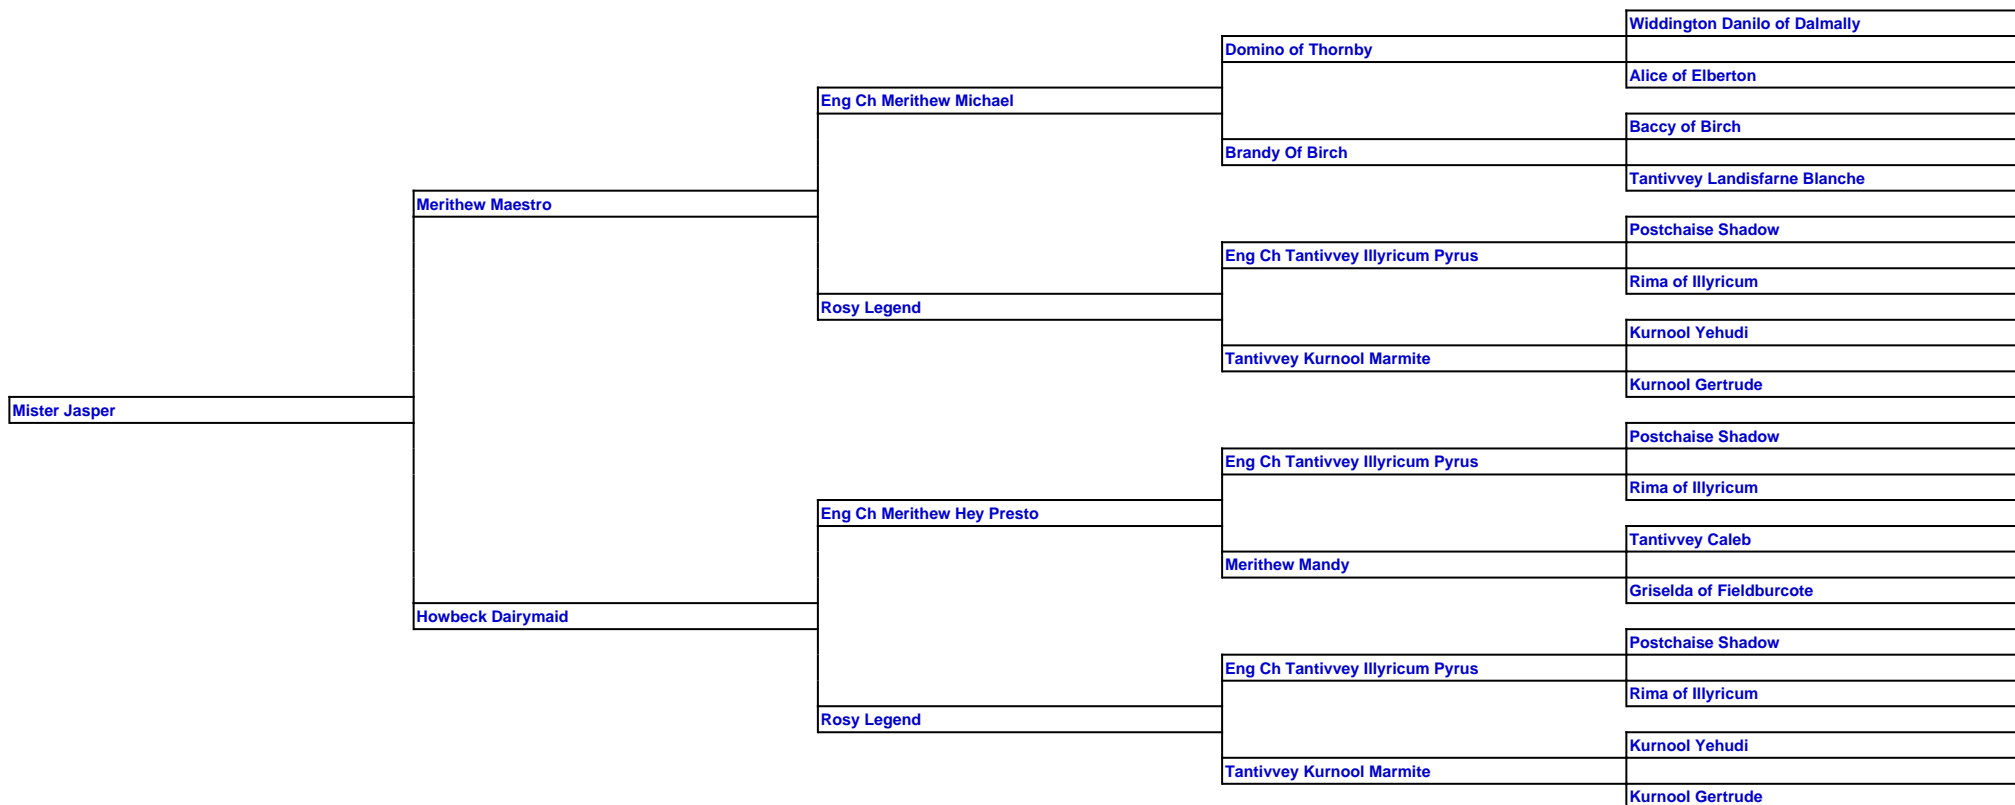 Widdington Danilo of Dalmally
Domino of Thornby
Alice of Elberton
Eng Ch Merithew Michael
Baccy of Birch
Brandy Of Birch
Tantivvey Landisfarne Blanche
Merithew Maestro
Postchaise Shadow
Eng Ch Tantivvey Illyricum Pyrus
Rima of Illyricum
Rosy Legend
Kurnool Yehudi
Tantivvey Kurnool Marmite
Kurnool Gertrude
Mister Jasper
Postchaise Shadow
Eng Ch Tantivvey Illyricum Pyrus
Rima of Illyricum
Eng Ch Merithew Hey Presto
Tantivvey Caleb
Merithew Mandy
Griselda of Fieldburcote
Howbeck Dairymaid
Postchaise Shadow
Eng Ch Tantivvey Illyricum Pyrus
Rima of Illyricum
Rosy Legend
Kurnool Yehudi
Tantivvey Kurnool Marmite
Kurnool Gertrude